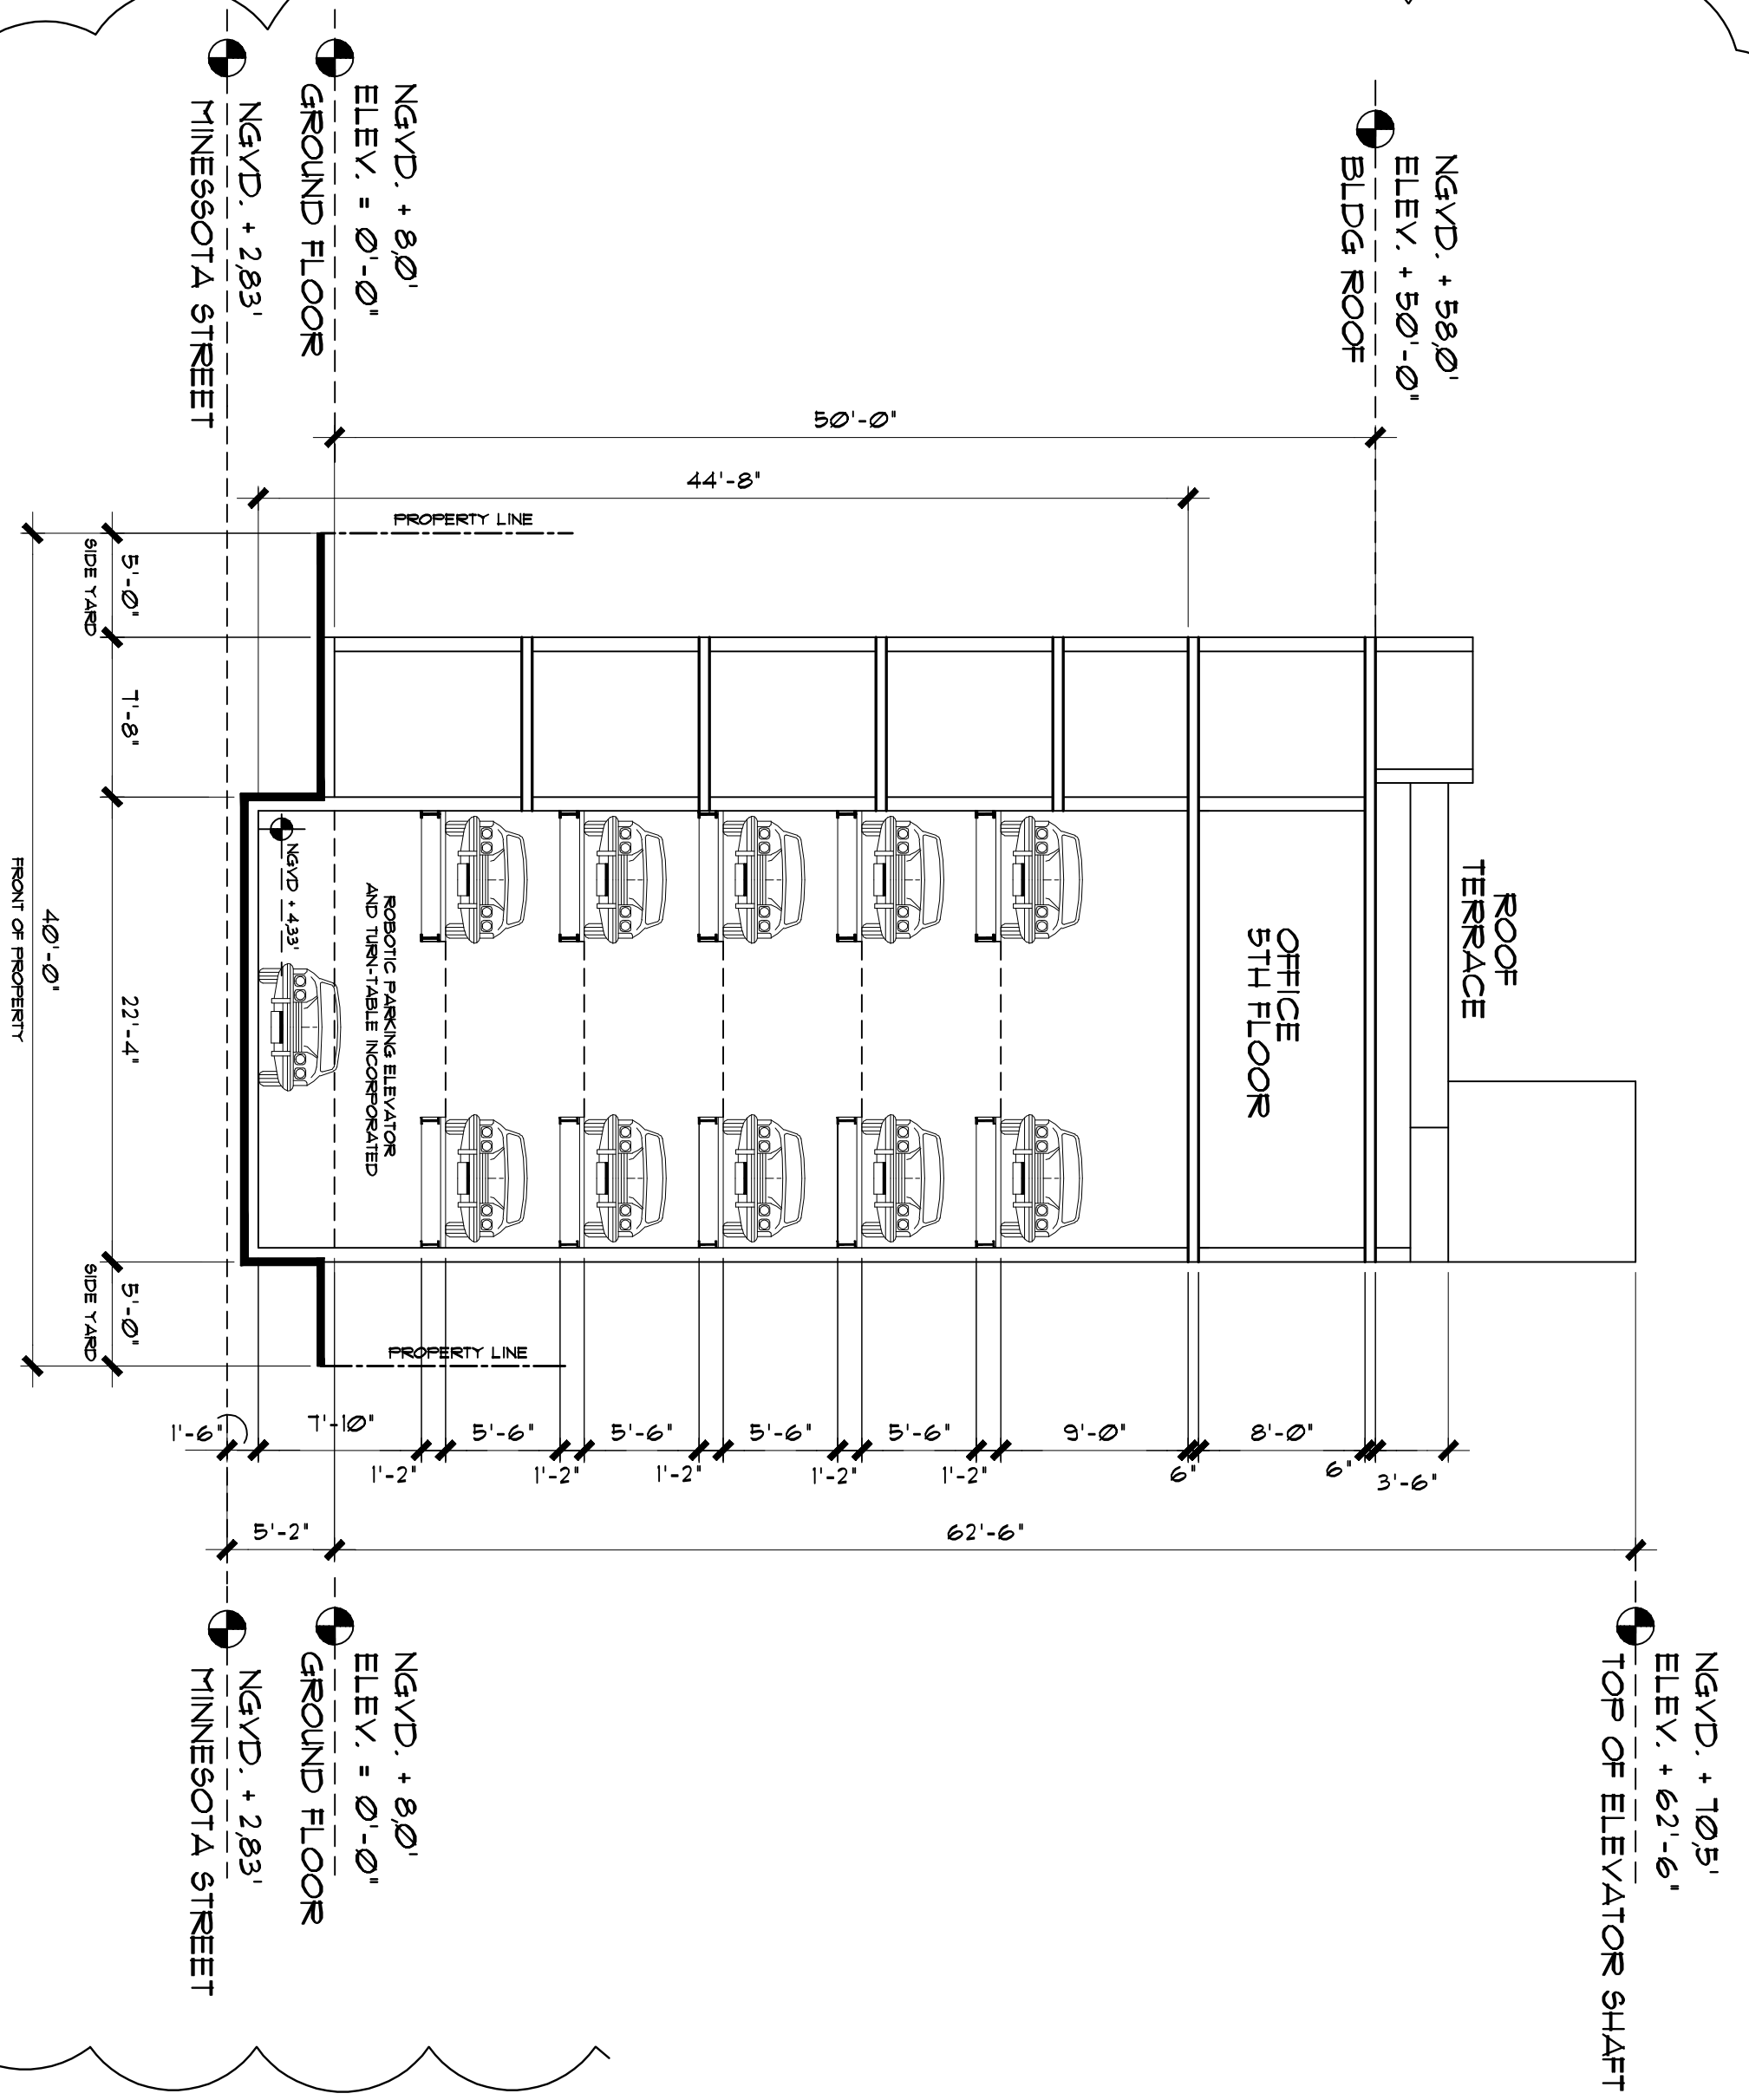 NGVD. + 70,5'
ELEV. + 62'-6"
TOP OF ELEVATOR SHAFT
ROOF
TERRACE
NGVD. + 58,0'
ELEV. + 50'-0"
BLDG ROOF
OFFICE
5TH FLOOR
50'-0"
44'-8"
PROPERTY LINE
PROPERTY LINE
3'-6"
6"
8'-0"
6"
9'-0"
1'-2"
5'-6"
1'-2"
5'-6"
1'-2"
5'-6"
1'-2"
5'-6"
1'-2"
7'-10"
1'-6"
62'-6"
5'-2"
ROBOTIC PARKING ELEVATOR
AND TURN-TABLE INCORPORATED
NGVD + 4,33'
NGVD. + 8,0'
ELEV. = 0'-0"
GROUND FLOOR
NGVD. + 2,83'
MINESSOTA STREET
NGVD. + 8,0'
ELEV. = 0'-0"
GROUND FLOOR
NGVD. + 2,83'
MINNESOTA STREET
5'-0"
SIDE YARD
7'-8"
22'-4"
5'-0"
SIDE YARD
40'-0"
FRONT OF PROPERTY